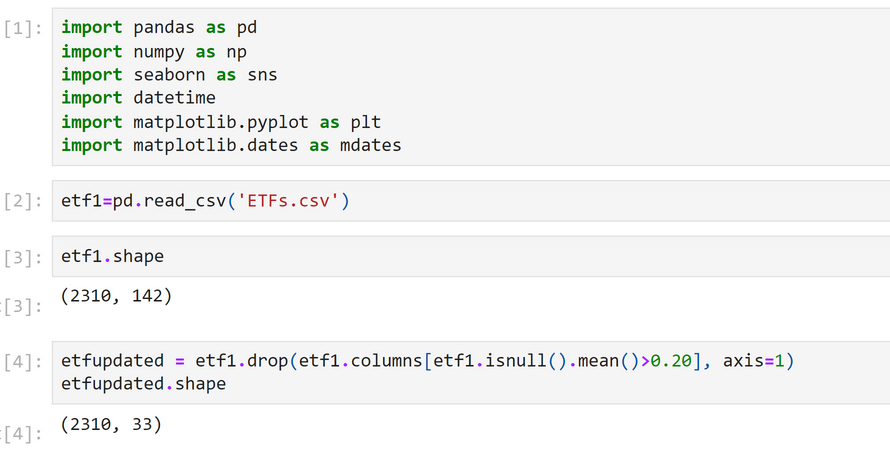 [1]:
import pandas as pd
import numpy as np
import seaborn as sns
import datetime
import matplotlib.pyplot as plt
import matplotlib.dates as mdates
[2]:
etf1=pd.read_csv('ETFs.csv')
[3]:
etf1.shape
[3]:
(2310, 142)
[4]:
etfupdated = etf1.drop(etf1.columns[etf1.isnull().mean()>0.20], axis=1)
etfupdated.shape
[4]:
(2310, 33)